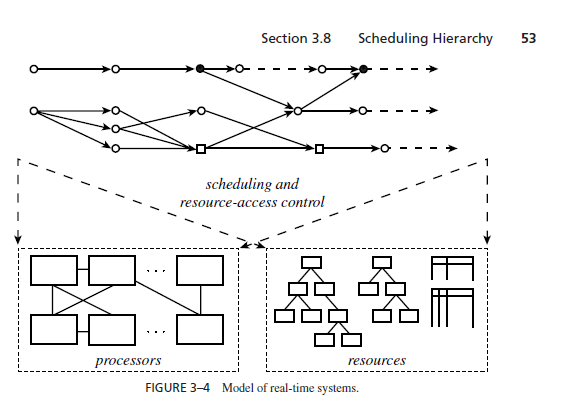 Section 3.8 Scheduling Hierarchy 53
scheduling and
resource-access control
. . .
. . .
processors
resources
FIGURE 3–4 Model of real-time systems.